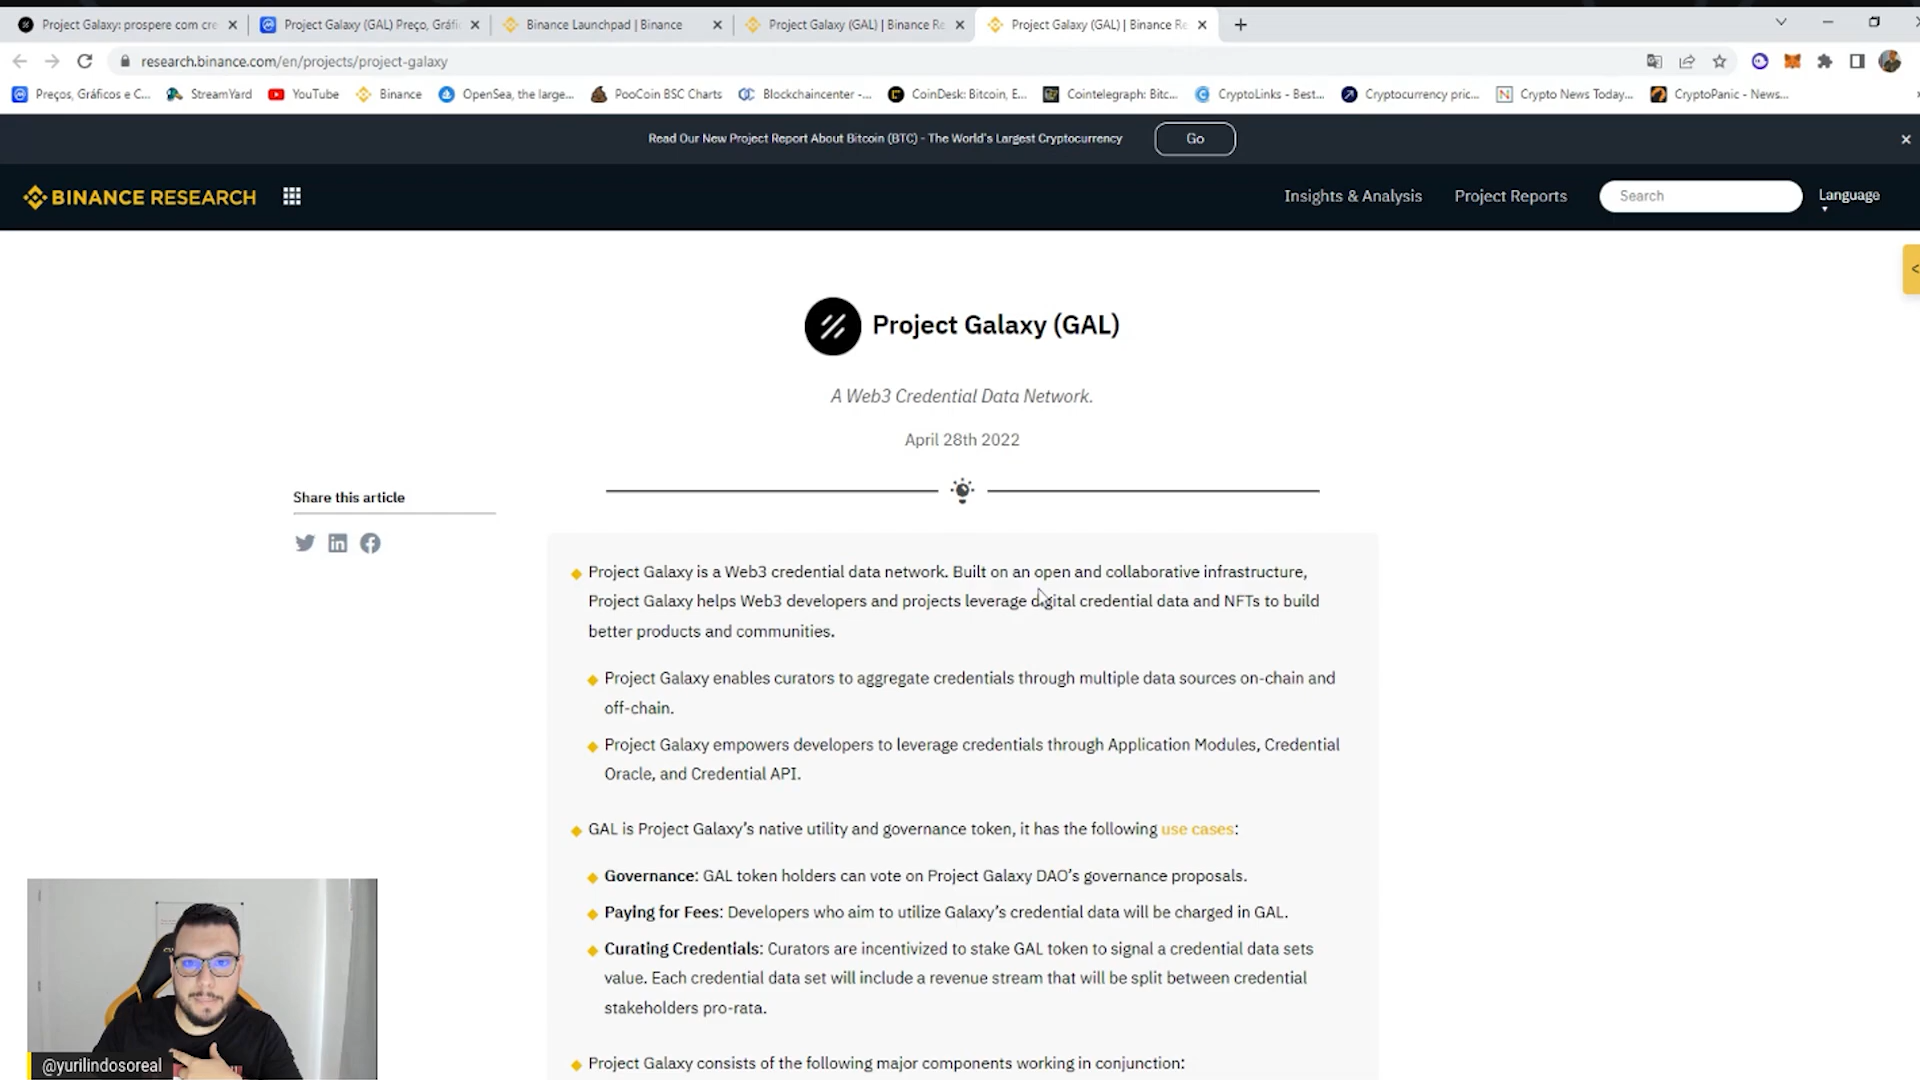 Project Galaxy: prospere com cre
Project Galaxy (GAL) Preço, Gráfic
Binance Launchpad | Binance
Project Galaxy (GAL) | Binance Re
Project Galaxy (GAL) | Binance Re
research.binance.com/en/projects/project-galaxy
Preços, Gráficos e C...
StreamYard
YouTube
Binance
OpenSea, the large...
PooCoin BSC Charts
Blockchaincenter -...
CoinDesk: Bitcoin, E...
Cointelegraph: Bitc...
CryptoLinks - Best...
Cryptocurrency pric...
Crypto News Today...
CryptoPanic - News...
Read Our New Project Report About Bitcoin (BTC) - The World's Largest Cryptocurrency
Go
BINANCE RESEARCH
Insights & Analysis
Project Reports
Search
Language
Project Galaxy (GAL)
A Web3 Credential Data Network.
April 28th 2022
Share this article
Project Galaxy is a Web3 credential data network. Built on an open and collaborative infrastructure,
Project Galaxy helps Web3 developers and projects leverage digital credential data and NFTs to build
better products and communities.
Project Galaxy enables curators to aggregate credentials through multiple data sources on-chain and
off-chain.
Project Galaxy empowers developers to leverage credentials through Application Modules, Credential
Oracle, and Credential API.
GAL is Project Galaxy’s native utility and governance token, it has the following use cases:
Governance: GAL token holders can vote on Project Galaxy DAO’s governance proposals.
Paying for Fees: Developers who aim to utilize Galaxy’s credential data will be charged in GAL.
Curating Credentials: Curators are incentivized to stake GAL token to signal a credential data sets
value. Each credential data set will include a revenue stream that will be split between credential
stakeholders pro-rata.
Project Galaxy consists of the following major components working in conjunction:
@yurilindosoreal